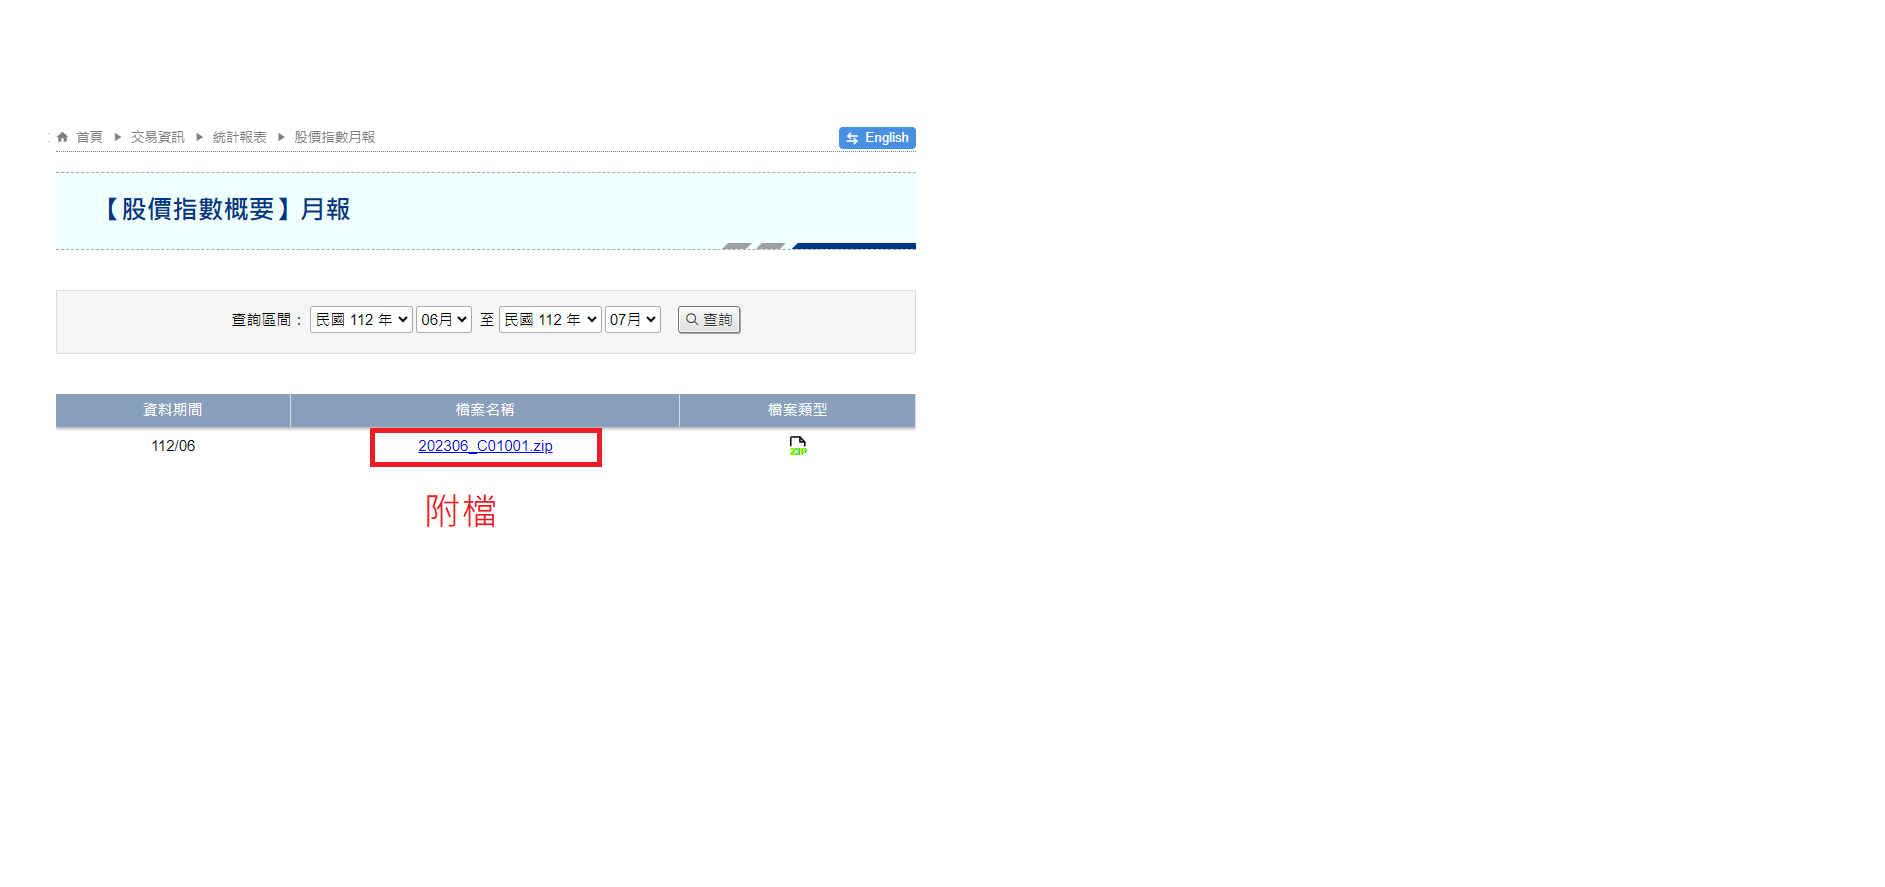 首頁 ▶ 交易資訊 ▶ 統計報表 ▶ 股價指數月報
English
【股價指數概要】月報
查詢區間： 民國 112 年 06月 至 民國 112 年 07月 查詢
資料期間 檔案名稱 檔案類型
112/06 202306_C01001.zip ZIP
附檔